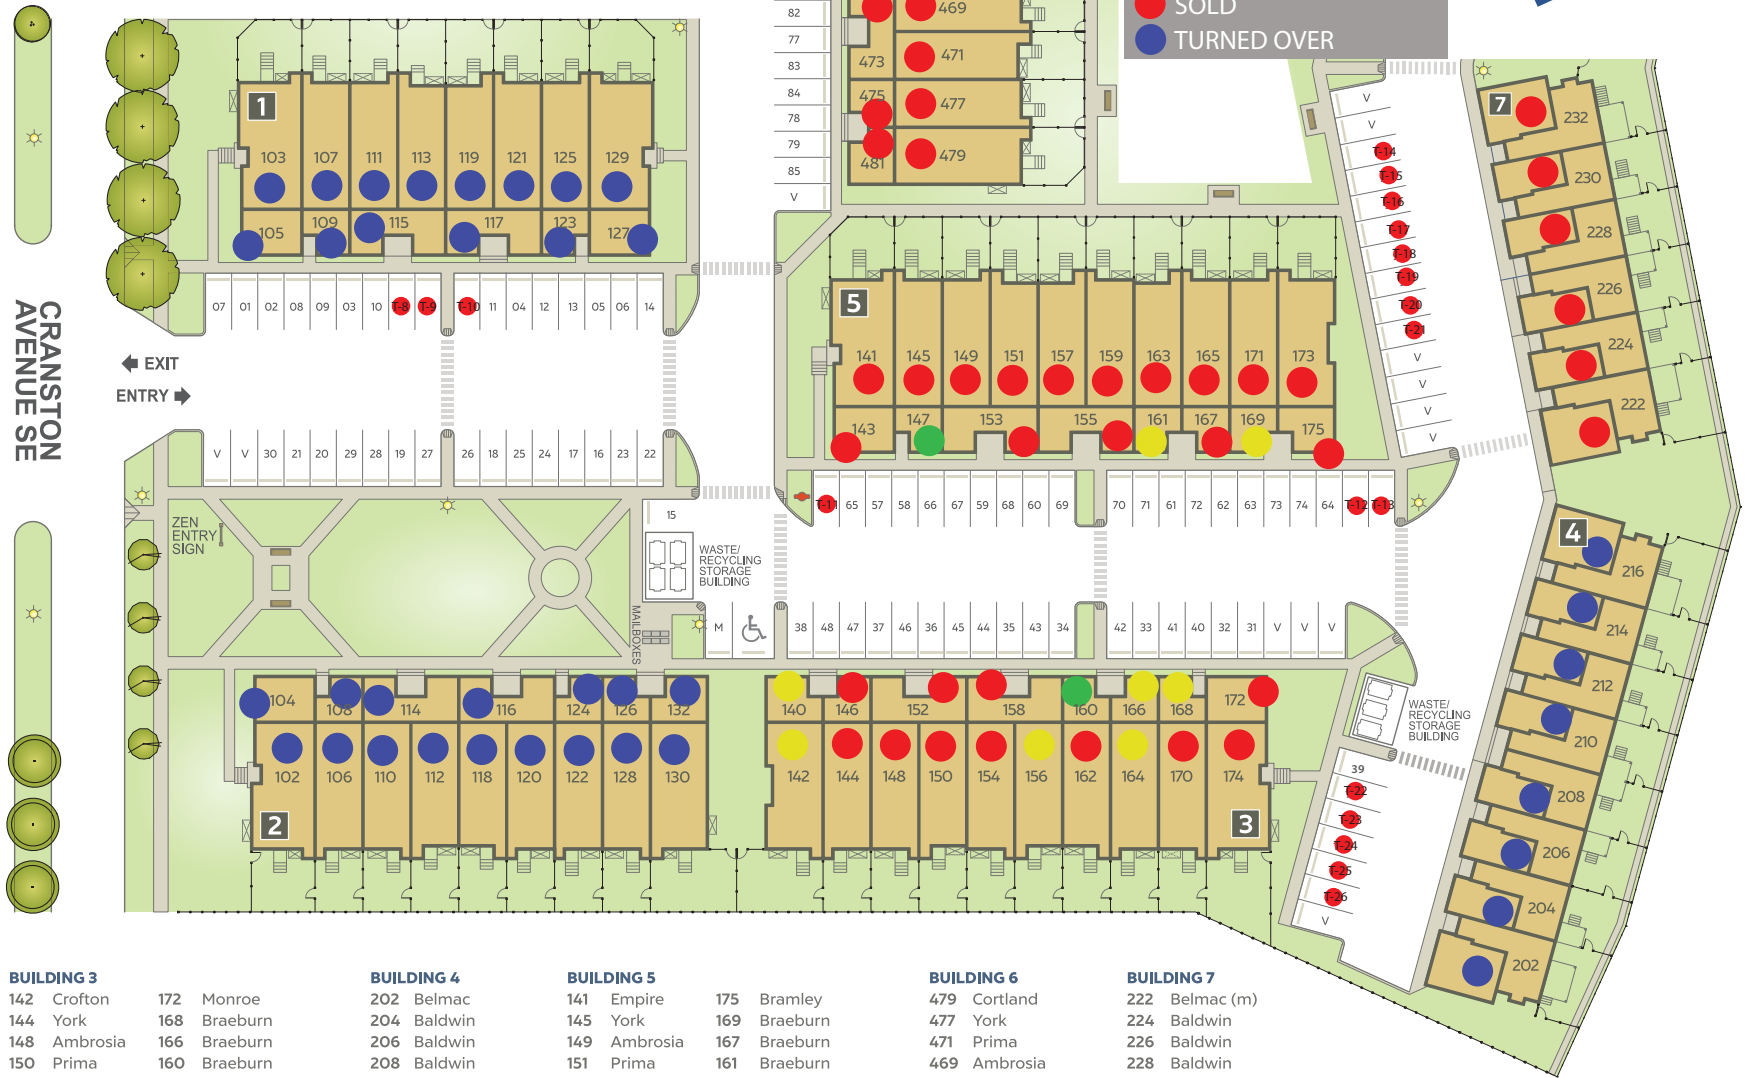 SOLD
TURNED OVER
82
77
83
84
78
79
85
V
469
471
473
475
477
479
481
1
103
107
111
113
119
121
125
129
105
109
115
117
123
127
07
01
02
08
09
03
10
T-8
T-9
T-10
11
04
12
13
05
06
14
CRANSTON
AVENUE SE
EXIT
ENTRY
V
V
30
21
20
29
28
19
27
26
18
25
24
17
16
23
22
ZEN
ENTRY
SIGN
15
WASTE/
RECYCLING
STORAGE
BUILDING
MAILBOXES
M
5
141
145
149
151
157
159
163
165
171
173
143
147
153
155
161
167
169
175
T-11
65
57
58
66
67
59
68
60
69
70
71
61
72
62
63
73
74
64
T-12
T-13
38
48
47
37
46
36
45
44
35
43
34
42
33
41
40
32
31
V
V
V
V
V
T-14
T-15
T-16
T-17
T-18
T-19
T-20
T-21
V
V
V
V
7
232
230
228
226
224
222
4
216
214
212
210
208
206
204
202
WASTE/
RECYCLING
STORAGE
BUILDING
39
T-22
T-23
T-24
T-25
T-26
V
104
108
114
116
124
126
132
102
106
110
112
118
120
122
128
130
2
140
146
152
158
160
166
168
172
142
144
148
150
154
156
162
164
170
174
3
BUILDING 3
142 Crofton 172 Monroe
144 York 168 Braeburn
148 Ambrosia 166 Braeburn
150 Prima 160 Braeburn
BUILDING 4
202 Belmac
204 Baldwin
206 Baldwin
208 Baldwin
BUILDING 5
141 Empire 175 Bramley
145 York 169 Braeburn
149 Ambrosia 167 Braeburn
151 Prima 161 Braeburn
BUILDING 6
479 Cortland
477 York
471 Prima
469 Ambrosia
BUILDING 7
222 Belmac (m)
224 Baldwin
226 Baldwin
228 Baldwin